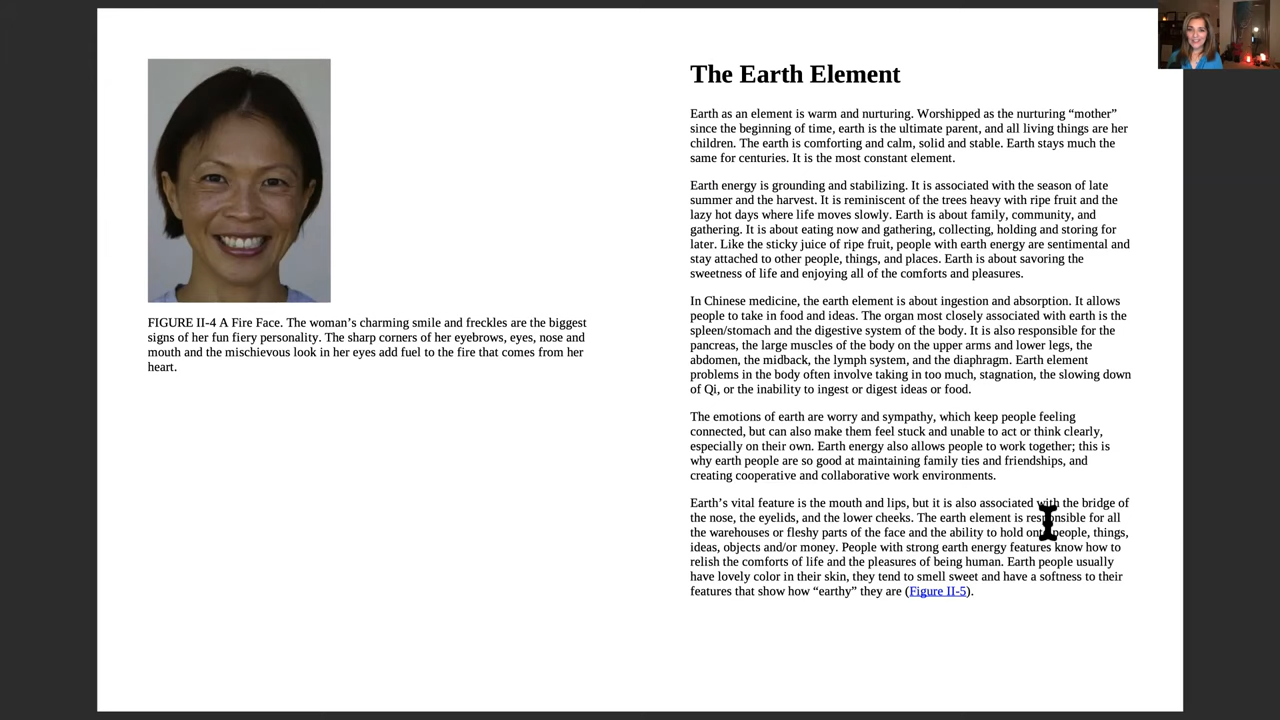 FIGURE II-4 A Fire Face. The woman’s charming smile and freckles are the biggest
signs of her fun fiery personality. The sharp corners of her eyebrows, eyes, nose and
mouth and the mischievous look in her eyes add fuel to the fire that comes from her
heart.
The Earth Element
Earth as an element is warm and nurturing. Worshipped as the nurturing “mother”
since the beginning of time, earth is the ultimate parent, and all living things are her
children. The earth is comforting and calm, solid and stable. Earth stays much the
same for centuries. It is the most constant element.
Earth energy is grounding and stabilizing. It is associated with the season of late
summer and the harvest. It is reminiscent of the trees heavy with ripe fruit and the
lazy hot days where life moves slowly. Earth is about family, community, and
gathering. It is about eating now and gathering, collecting, holding and storing for
later. Like the sticky juice of ripe fruit, people with earth energy are sentimental and
stay attached to other people, things, and places. Earth is about savoring the
sweetness of life and enjoying all of the comforts and pleasures.
In Chinese medicine, the earth element is about ingestion and absorption. It allows
people to take in food and ideas. The organ most closely associated with earth is the
spleen/stomach and the digestive system of the body. It is also responsible for the
pancreas, the large muscles of the body on the upper arms and lower legs, the
abdomen, the midback, the lymph system, and the diaphragm. Earth element
problems in the body often involve taking in too much, stagnation, the slowing down
of Qi, or the inability to ingest or digest ideas or food.
The emotions of earth are worry and sympathy, which keep people feeling
connected, but can also make them feel stuck and unable to act or think clearly,
especially on their own. Earth energy also allows people to work together; this is
why earth people are so good at maintaining family ties and friendships, and
creating cooperative and collaborative work environments.
Earth’s vital feature is the mouth and lips, but it is also associated with the bridge of
the nose, the eyelids, and the lower cheeks. The earth element is responsible for all
the warehouses or fleshy parts of the face and the ability to hold people, things,
ideas, objects and/or money. People with strong earth energy features know how to
relish the comforts of life and the pleasures of being human. Earth people usually
have lovely color in their skin, they tend to smell sweet and have a softness to their
features that show how “earthy” they are (Figure II-5).